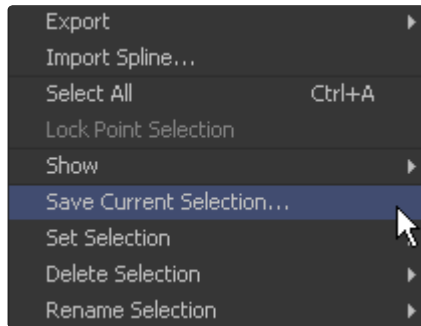 Export
Import Spline...
Select All Ctrl+A
Lock Point Selection
Show
Save Current Selection...
Set Selection
Delete Selection
Rename Selection